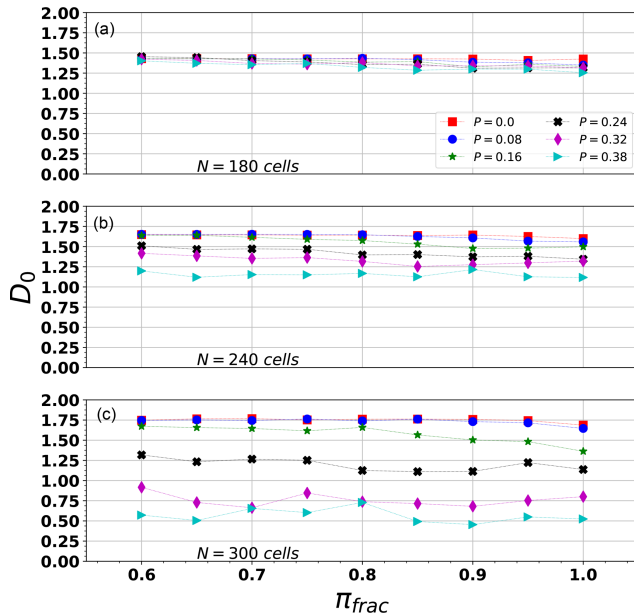 (a)
2.00
1.75
1.50
1.25
1.00
0.75
0.50
0.25
0.00
P = 0.0
P = 0.08
P = 0.16
P = 0.24
P = 0.32
P = 0.38
N = 180 cells
(b)
2.00
1.75
1.50
1.25
1.00
0.75
0.50
0.25
0.00
N = 240 cells
D₀
(c)
2.00
1.75
1.50
1.25
1.00
0.75
0.50
0.25
0.00
N = 300 cells
0.6 0.7 0.8 0.9 1.0
π_frac